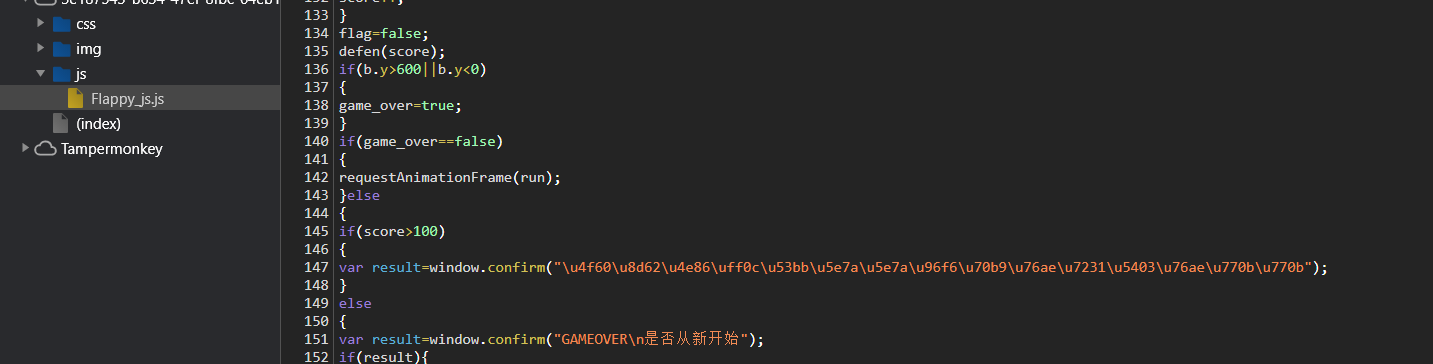 css
img
js
Flappy_js.js
(index)
Tampermonkey
133 }
134 flag=false;
135 defen(score);
136 if(b.y>600||b.y<0)
137 {
138 game_over=true;
139 }
140 if(game_over==false)
141 {
142 requestAnimationFrame(run);
143 }else
144 {
145 if(score>100)
146 {
147 var result=window.confirm("\u4f60\u8d62\u4e86\uff0c\u53bb\u5e7a\u5e7a\u96f6\u70b9\u76ae\u7231\u5403\u76ae\u770b\u770b");
148 }
149 else
150 {
151 var result=window.confirm("GAMEOVER\n是否从新开始");
152 if(result){